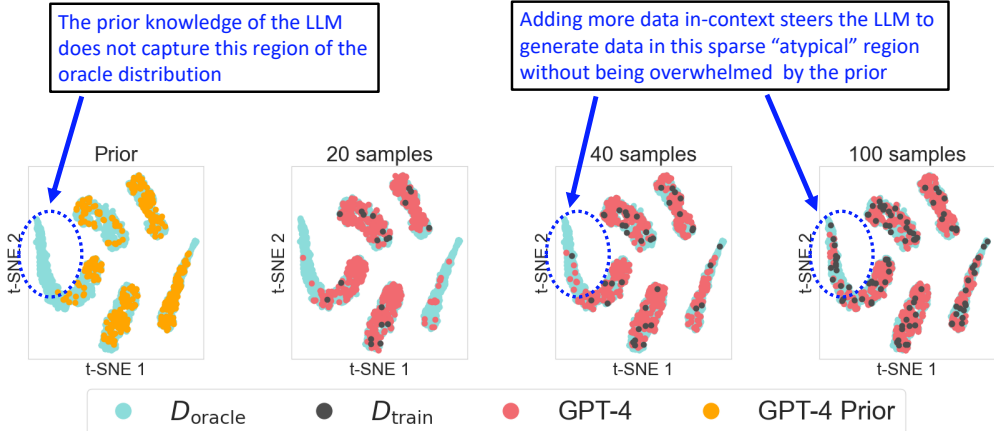 The prior knowledge of the LLM
does not capture this region of the
oracle distribution
Adding more data in-context steers the LLM to
generate data in this sparse “atypical” region
without being overwhelmed by the prior
Prior
20 samples
40 samples
100 samples
t-SNE 2
t-SNE 2
t-SNE 2
t-SNE 2
t-SNE 1
t-SNE 1
t-SNE 1
t-SNE 1
D_oracle
D_train
GPT-4
GPT-4 Prior